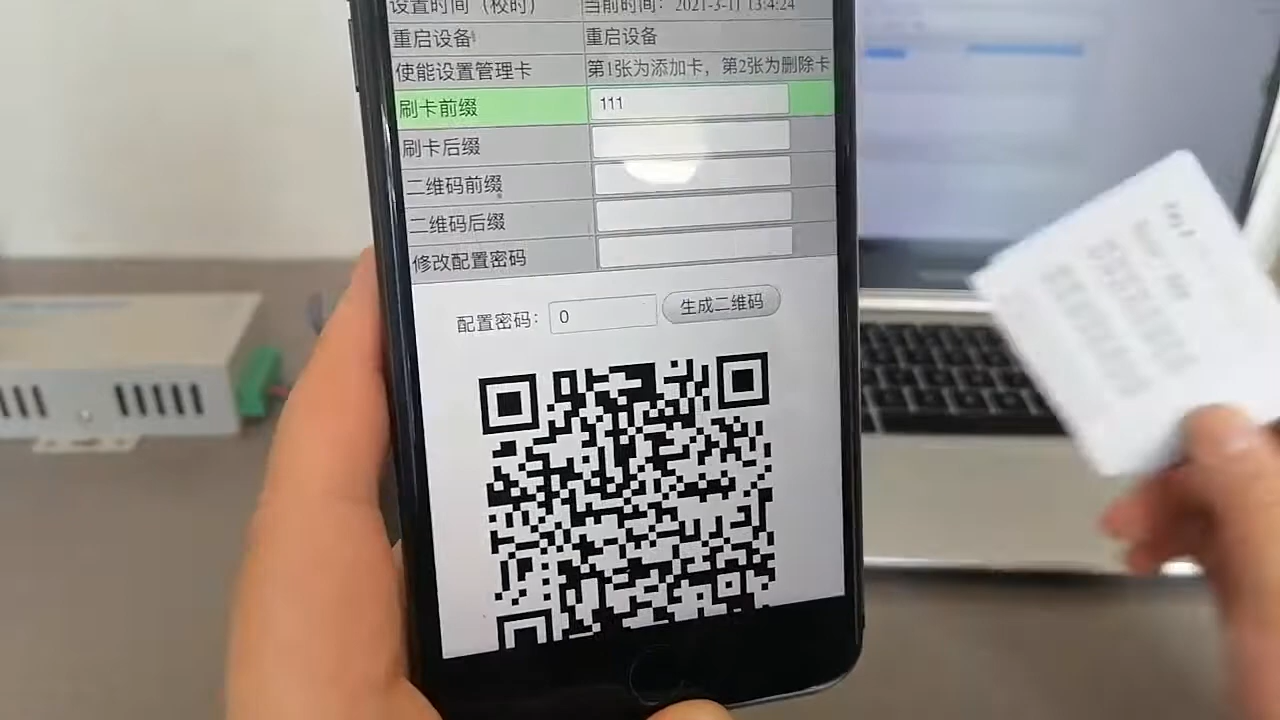 设置时间（校时） 当前时间：2021-3-11 13:4:24
重启设备 重启设备
使能设置管理卡 第1张为添加卡，第2张为删除卡
刷卡前缀 111
刷卡后缀
二维码前缀
二维码后缀
修改配置密码
配置密码： 0 生成二维码